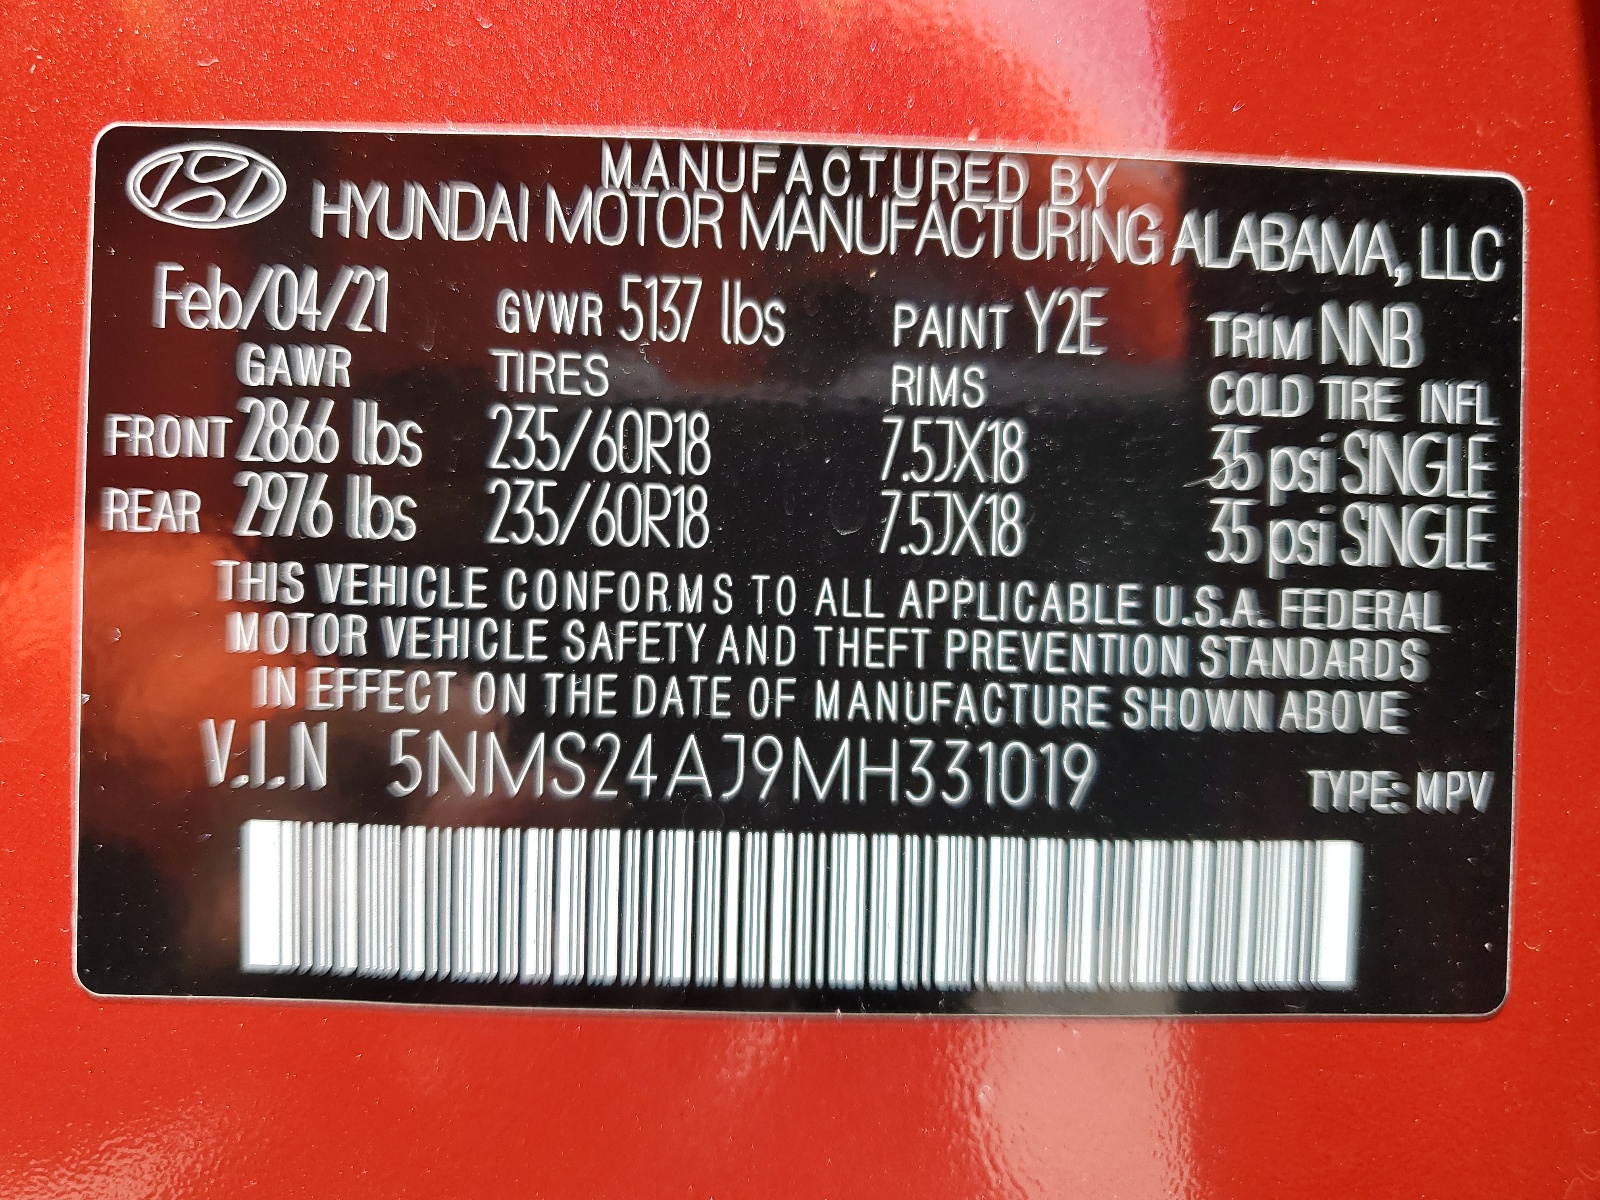 MANUFACTURED BY
HYUNDAI MOTOR MANUFACTURING ALABAMA, LLC
Feb/04/21 GVWR 5137 lbs PAINT Y2E TRIM NNB
GAWR TIRES RIMS COLD TIRE INFL
FRONT 2866 lbs 235/60R18 7.5JX18 35 psi SINGLE
REAR 2976 lbs 235/60R18 7.5JX18 35 psi SINGLE
THIS VEHICLE CONFORMS TO ALL APPLICABLE U.S.A. FEDERAL
MOTOR VEHICLE SAFETY AND THEFT PREVENTION STANDARDS
IN EFFECT ON THE DATE OF MANUFACTURE SHOWN ABOVE
V.I.N 5NMS24AJ9MH331019 TYPE: MPV